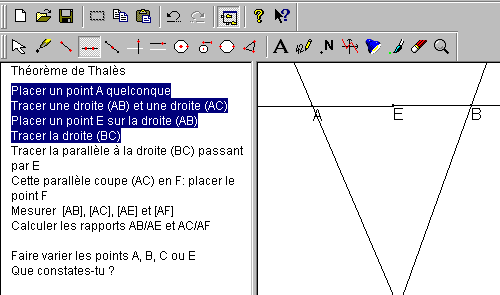 Théorème de Thalès
Placer un point A quelconque
Tracer une droite (AB) et une droite (AC)
Placer un point E sur la droite (AB)
Tracer la droite (BC)
Tracer la parallèle à la droite (BC) passant
par E
Cette parallèle coupe (AC) en F: placer le
point F
Mesurer [AB], [AC], [AE] et [AF]
Calculer les rapports AB/AE et AC/AF
Faire varier les points A, B, C ou E
Que constates-tu ?
A E B